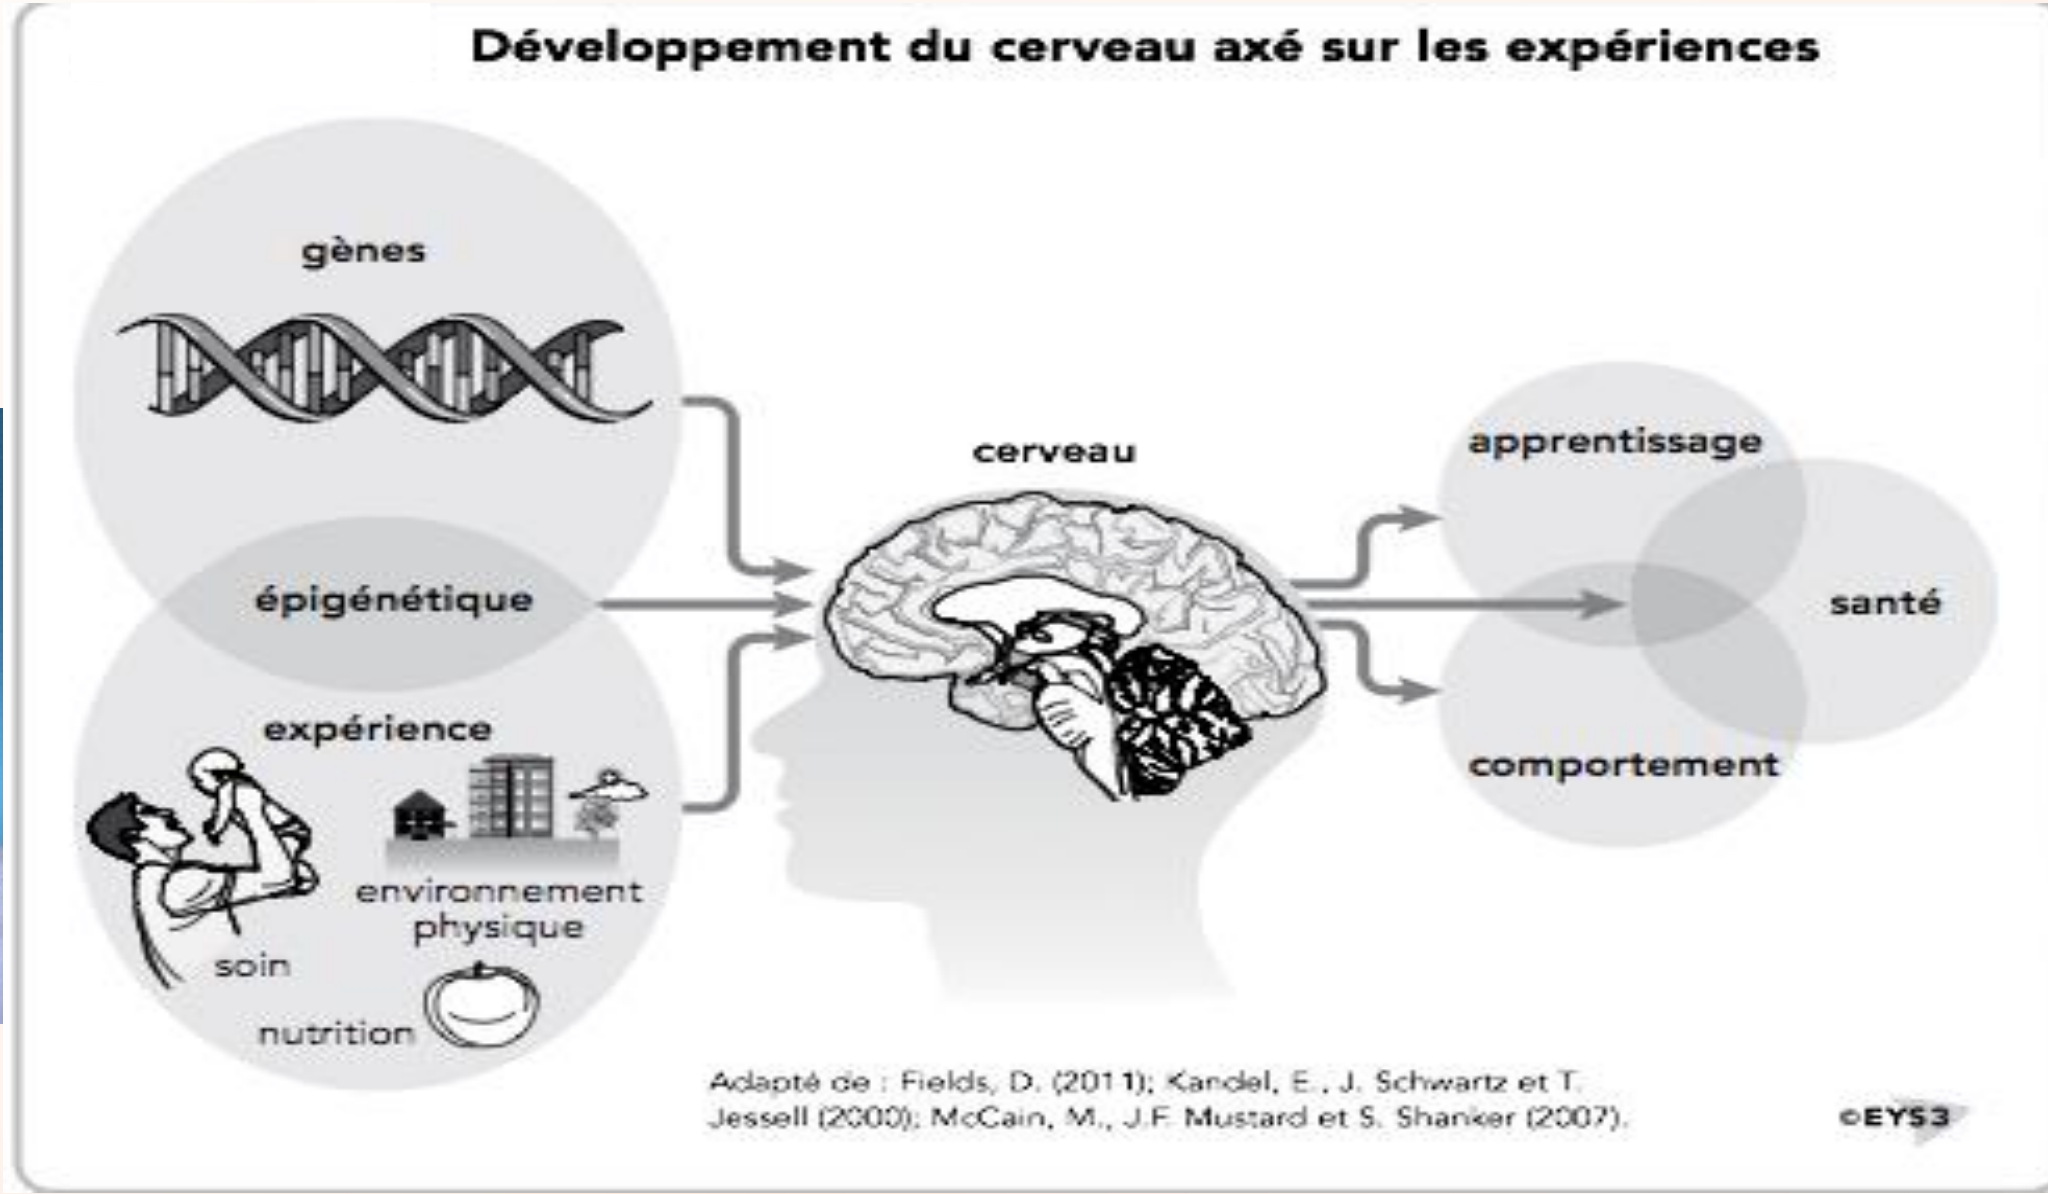 Développement du cerveau axé sur les expériences
gènes
épigénétique
expérience
environnement
physique
soin
nutrition
cerveau
apprentissage
santé
comportement
Adapté de : Fields, D. (2011); Kandel, E., J. Schwartz et T.
Jessell (2000); McCain, M., J.F. Mustard et S. Shanker (2007).
©EYS3